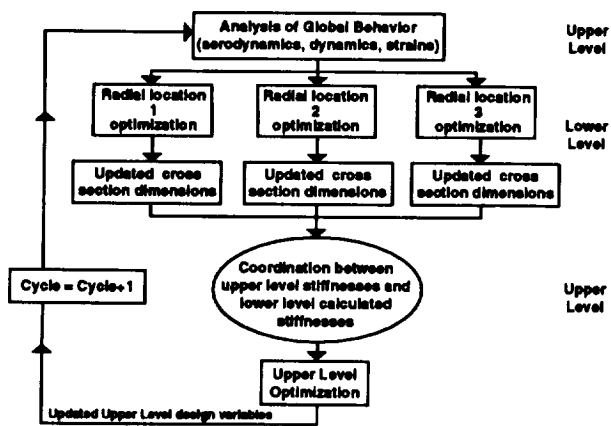 Analysis of Global Behavior
(aerodynamics, dynamics, strains)
Upper
Level
Radial location
1
optimization
Radial location
2
optimization
Radial location
3
optimization
Lower
Level
Updated cross
section dimensions
Updated cross
section dimensions
Updated cross
section dimensions
Coordination between
upper level stiffnesses and
lower level calculated
stiffnesses
Cycle = Cycle+1
Upper
Level
Upper Level
Optimization
Updated Upper Level design variables